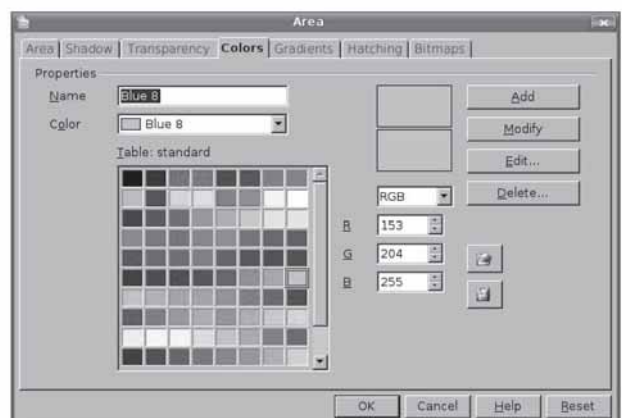 Area
Area Shadow Transparency Colors Gradients Hatching Bitmaps
Properties
Name Blue 8
Color Blue 8
Table: standard
Add
Modify
Edit...
Delete...
RGB
R 153
G 204
B 255
OK Cancel Help Reset